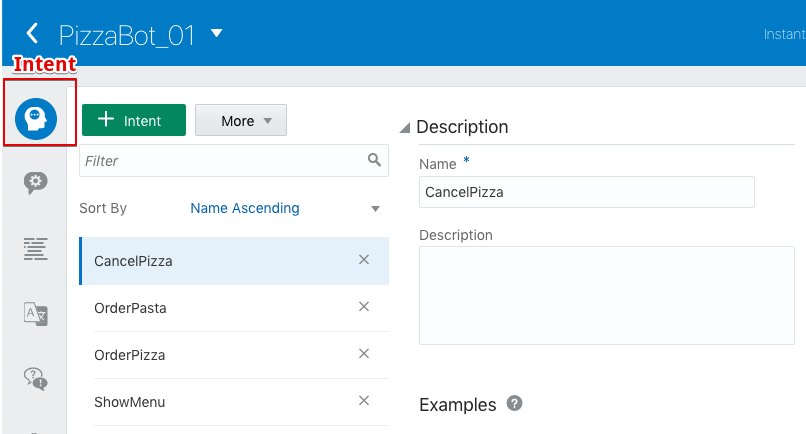 PizzaBot_01
Instant
Intent
+ Intent
More
Filter
Sort By
Name Ascending
CancelPizza
OrderPasta
OrderPizza
ShowMenu
Description
Name *
CancelPizza
Description
Examples ?